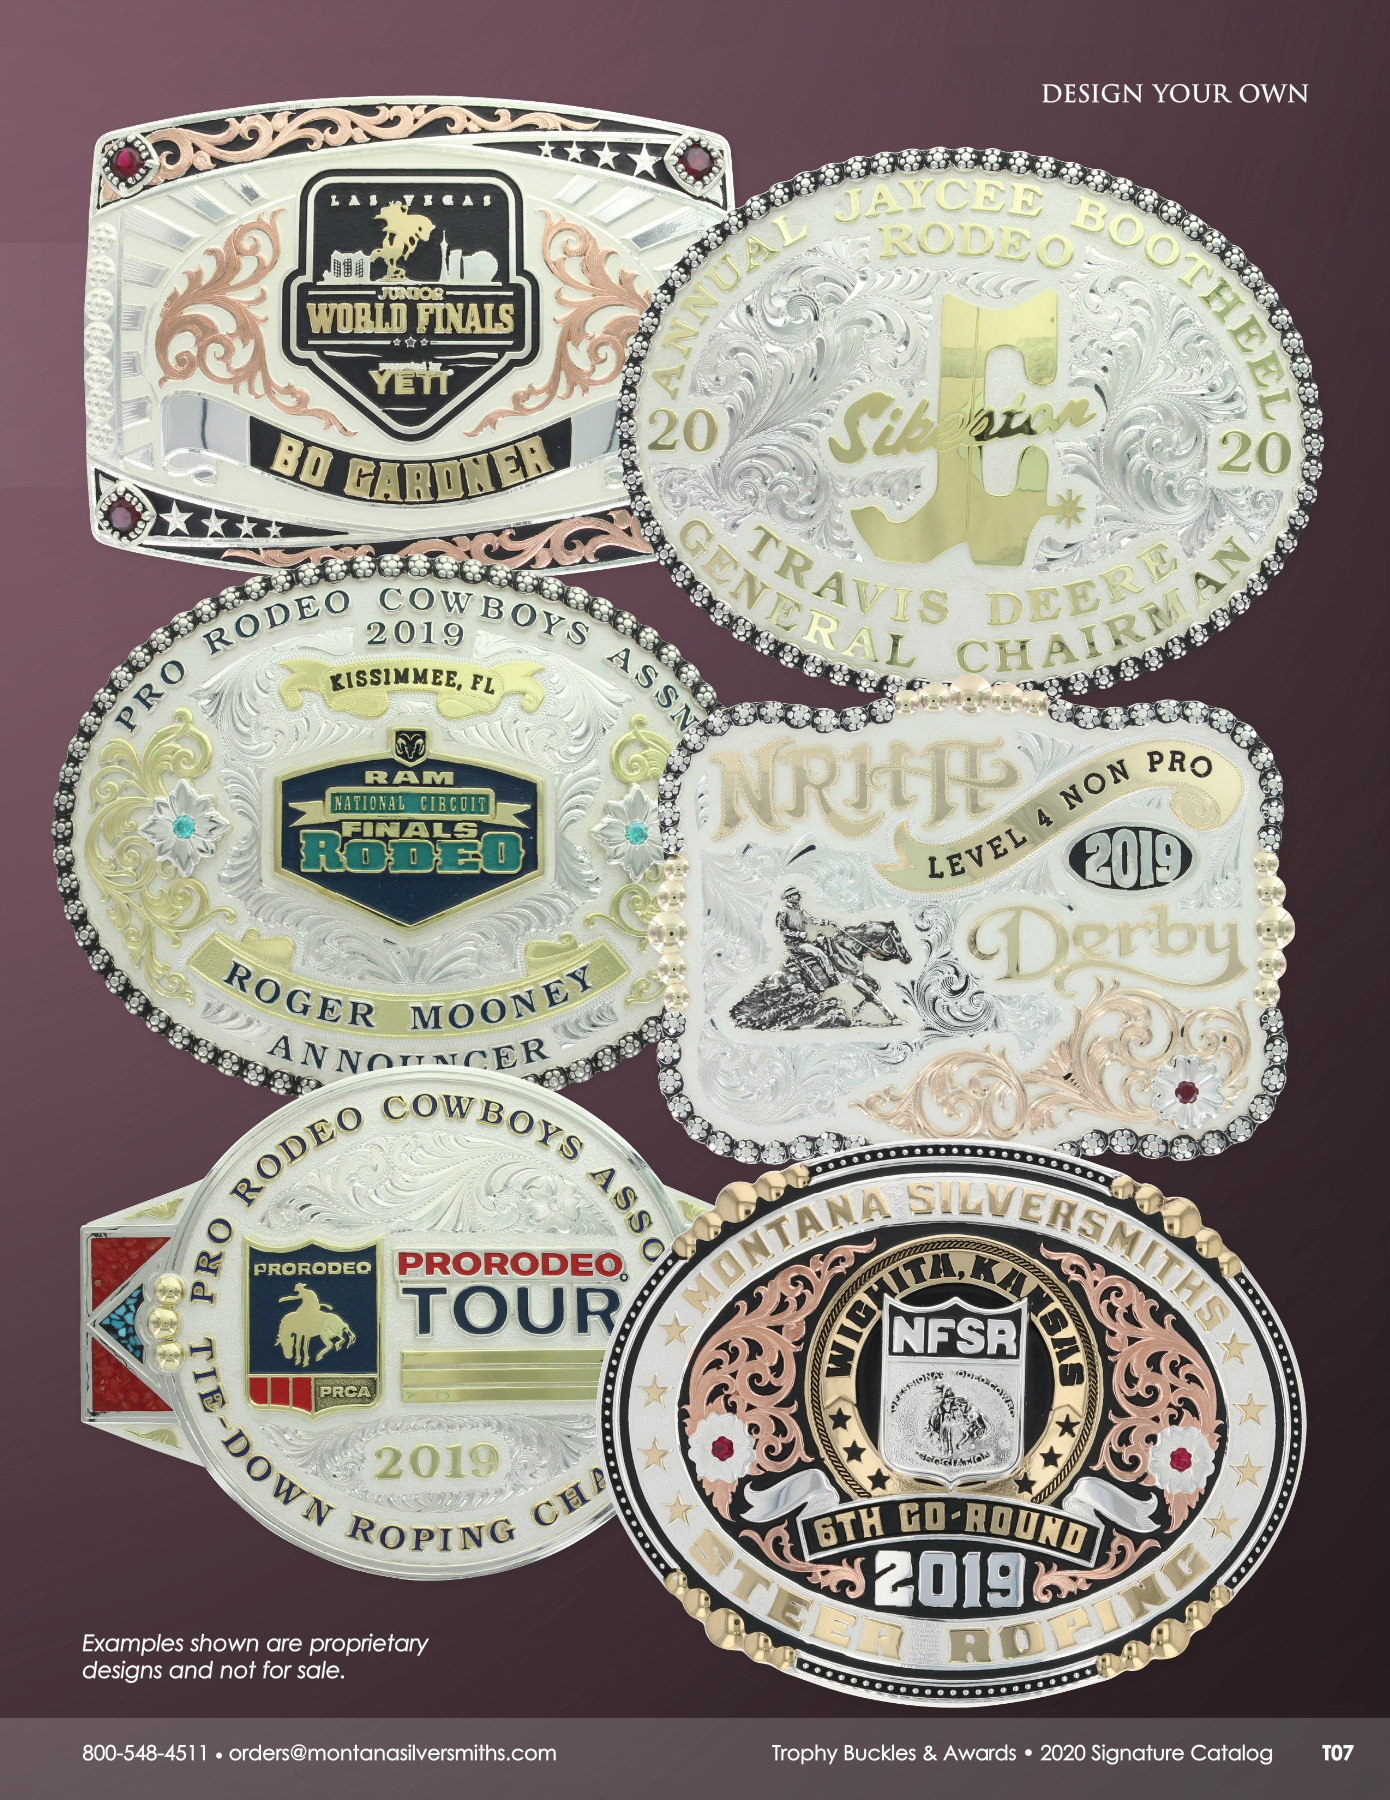 DESIGN YOUR OWN
LAS VEGAS
JUNIOR
WORLD FINALS
presented by
YETI
BO GARDNER
ANNUAL JAYCEE BOOTHEEL
RODEO
Sikeston
20 20
TRAVIS DEERE
GENERAL CHAIRMAN
PRO RODEO COWBOYS ASSN
2019
KISSIMMEE, FL
RAM
NATIONAL CIRCUIT
FINALS
RODEO
ROGER MOONEY
ANNOUNCER
NRHA
LEVEL 4 NON PRO
2019
Derby
PRO RODEO COWBOYS ASSO
PRORODEO
PRCA
PRORODEO
TOUR
2019
TIE-DOWN ROPING CHA
MONTANA SILVERSMITHS
WICHITA, KANSAS
NFSR
6TH GO-ROUND
2019
STEER ROPING
Examples shown are proprietary
designs and not for sale.
800-548-4511 • orders@montanasilversmiths.com
Trophy Buckles & Awards • 2020 Signature Catalog T07